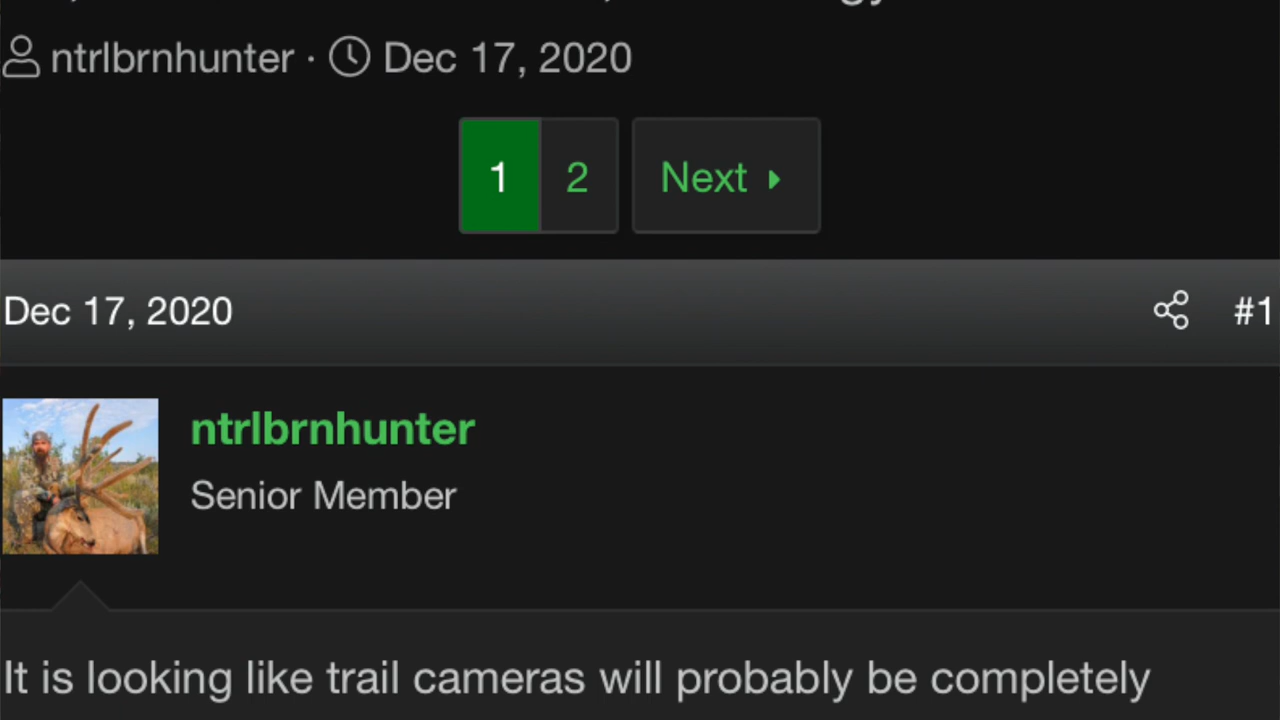 ntrlbrnhunter · Dec 17, 2020
1 2 Next
Dec 17, 2020 #1
ntrlbrnhunter
Senior Member
It is looking like trail cameras will probably be completely